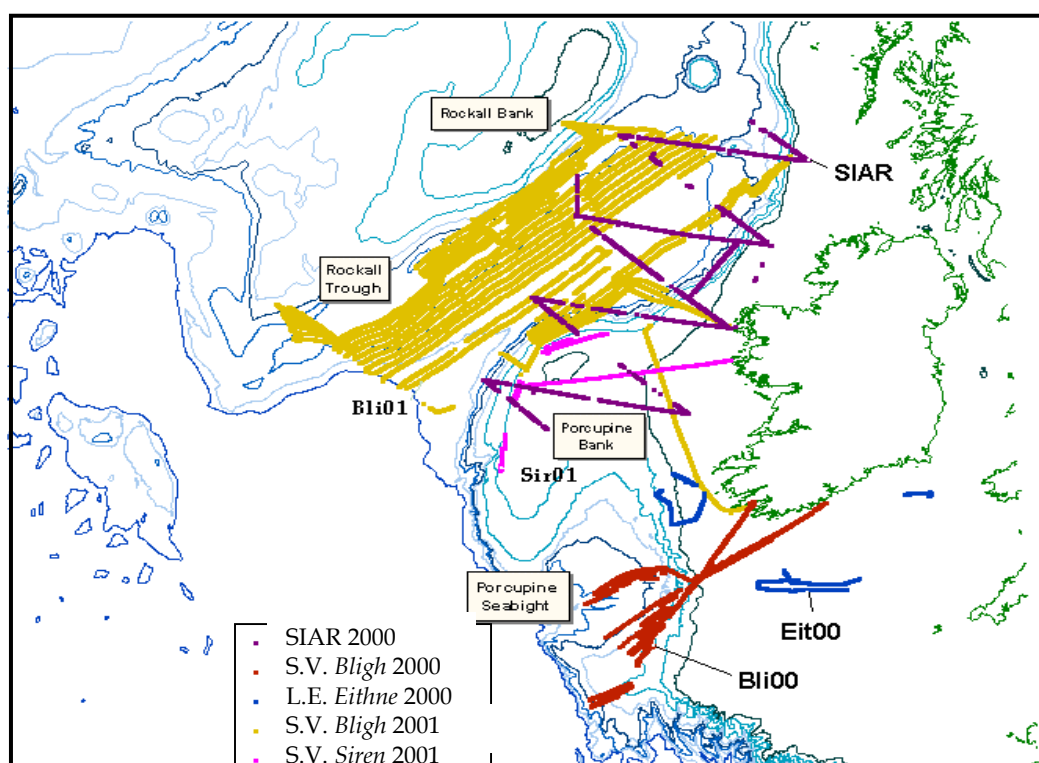 Rockall Bank
SIAR
Rockall
Trough
Bli01
Porcupine
Bank
Sir01
Porcupine
Seabight
Eit00
Bli00
SIAR 2000
S.V. Bligh 2000
L.E. Eithne 2000
S.V. Bligh 2001
S.V. Siren 2001